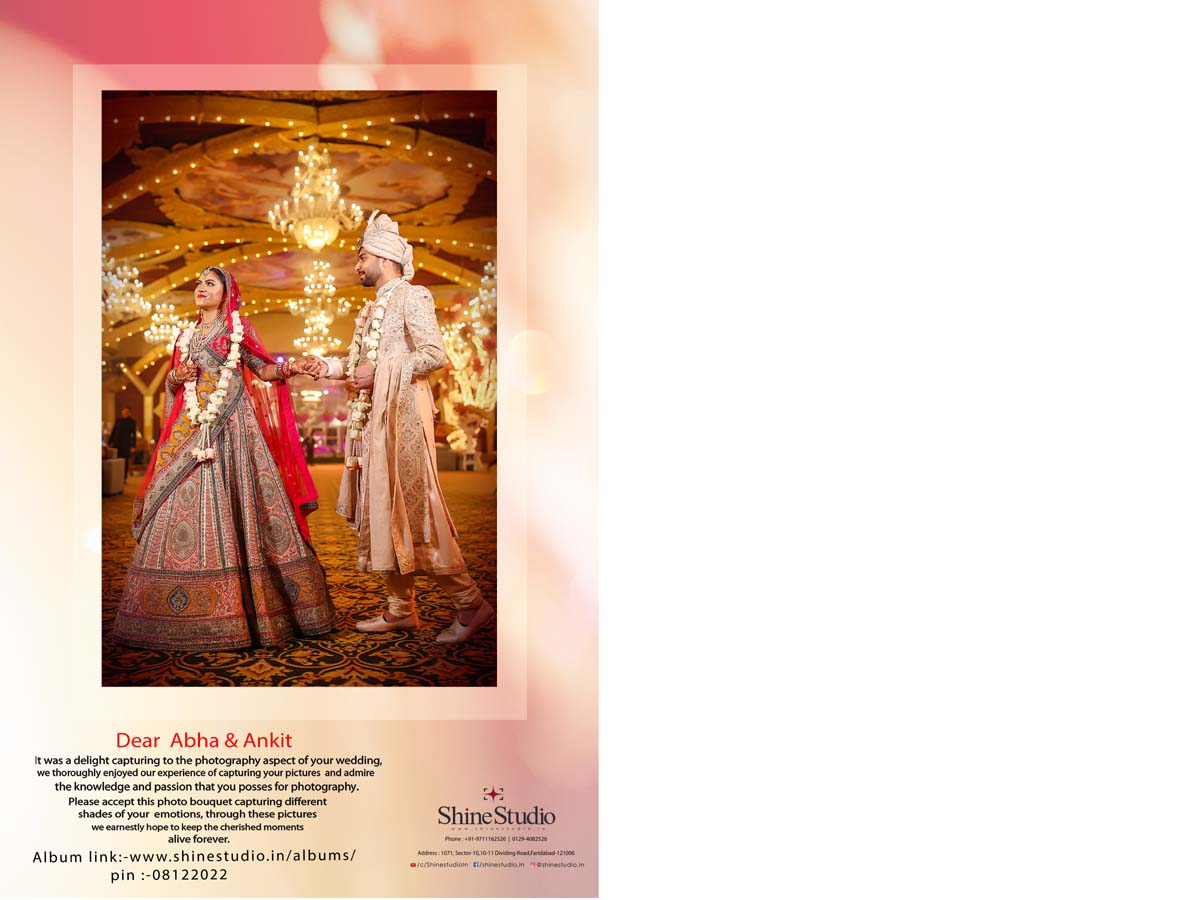 Dear Abha & Ankit
It was a delight capturing to the photography aspect of your wedding,
we thoroughly enjoyed our experience of capturing your pictures and admire
the knowledge and passion that you posses for photography.
Please accept this photo bouquet capturing different
shades of your emotions, through these pictures
we earnestly hope to keep the cherished moments
alive forever.
Album link:-www.shinestudio.in/albums/
pin :-08122022
Shine Studio
www.shinestudio.in
Phone : +91-9711162526 | 0129-4082526
Address : 1071, Sector-10,10-11 Dividing Road,Faridabad-121006
/c/ShinestudioIn /shinestudio.in @shinestudio.in